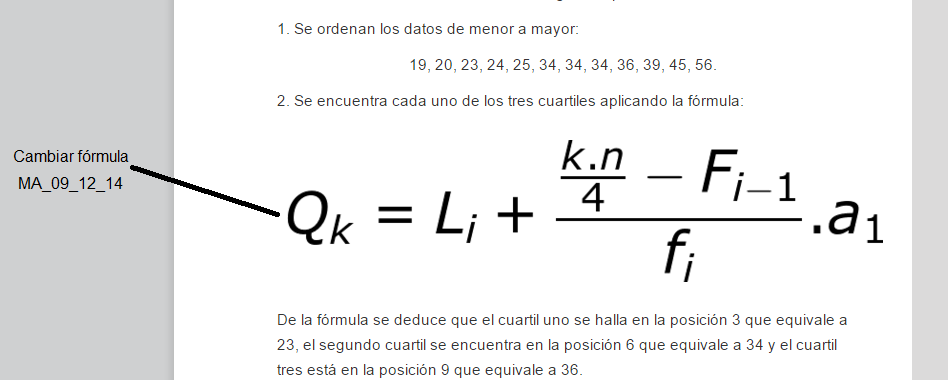 1. Se ordenan los datos de menor a mayor:
19, 20, 23, 24, 25, 34, 34, 34, 36, 39, 45, 56.
2. Se encuentra cada uno de los tres cuartiles aplicando la fórmula:
Cambiar fórmula
MA_09_12_14
Q_k = L_i + \frac{\frac{k.n}{4} - F_{i-1}}{f_i} .a_1
De la fórmula se deduce que el cuartil uno se halla en la posición 3 que equivale a
23, el segundo cuartil se encuentra en la posición 6 que equivale a 34 y el cuartil
tres está en la posición 9 que equivale a 36.